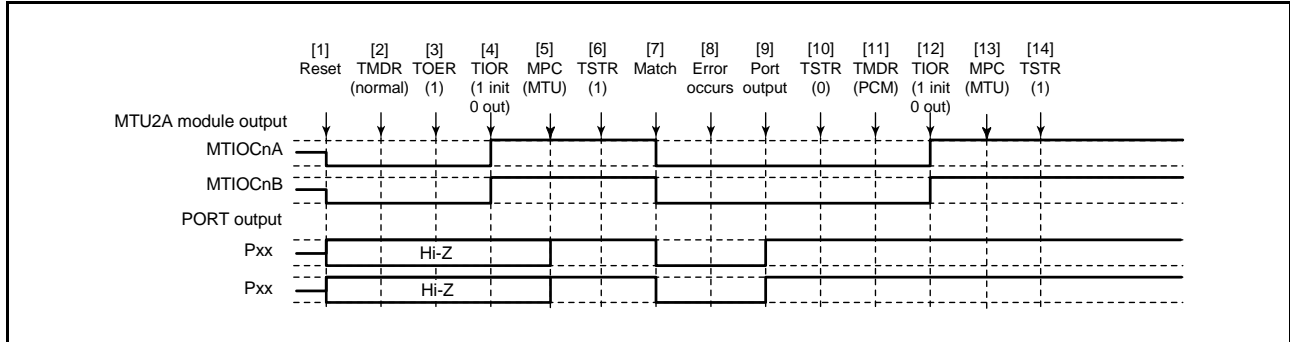 [1] [2] [3] [4] [5] [6] [7] [8] [9] [10] [11] [12] [13] [14]
Reset TMDR TOER TIOR MPC TSTR Match Error Port TSTR TMDR TIOR MPC TSTR
(normal) (1) (1 init (MTU) (1) occurs output (0) (PCM) (1 init (MTU) (1)
0 out) 0 out)
MTU2A module output
MTIOCnA
MTIOCnB
PORT output
Pxx Hi-Z
Pxx Hi-Z